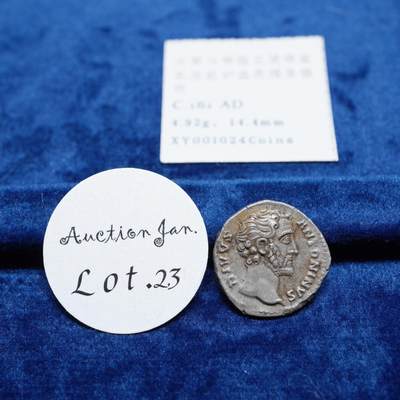 C.161 AD
4.92g, 14.4mm
XY001024Coins
Auction Jan.
Lot.23
DIVVS ANTONINVS